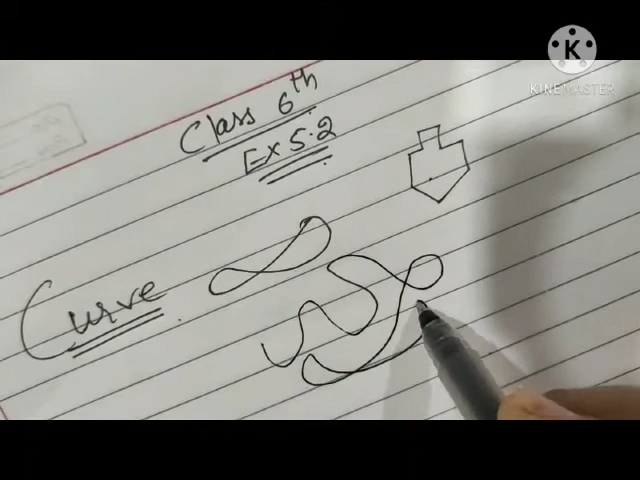 K
KINEMASTER
Class 6th
Ex 5.2
Curve